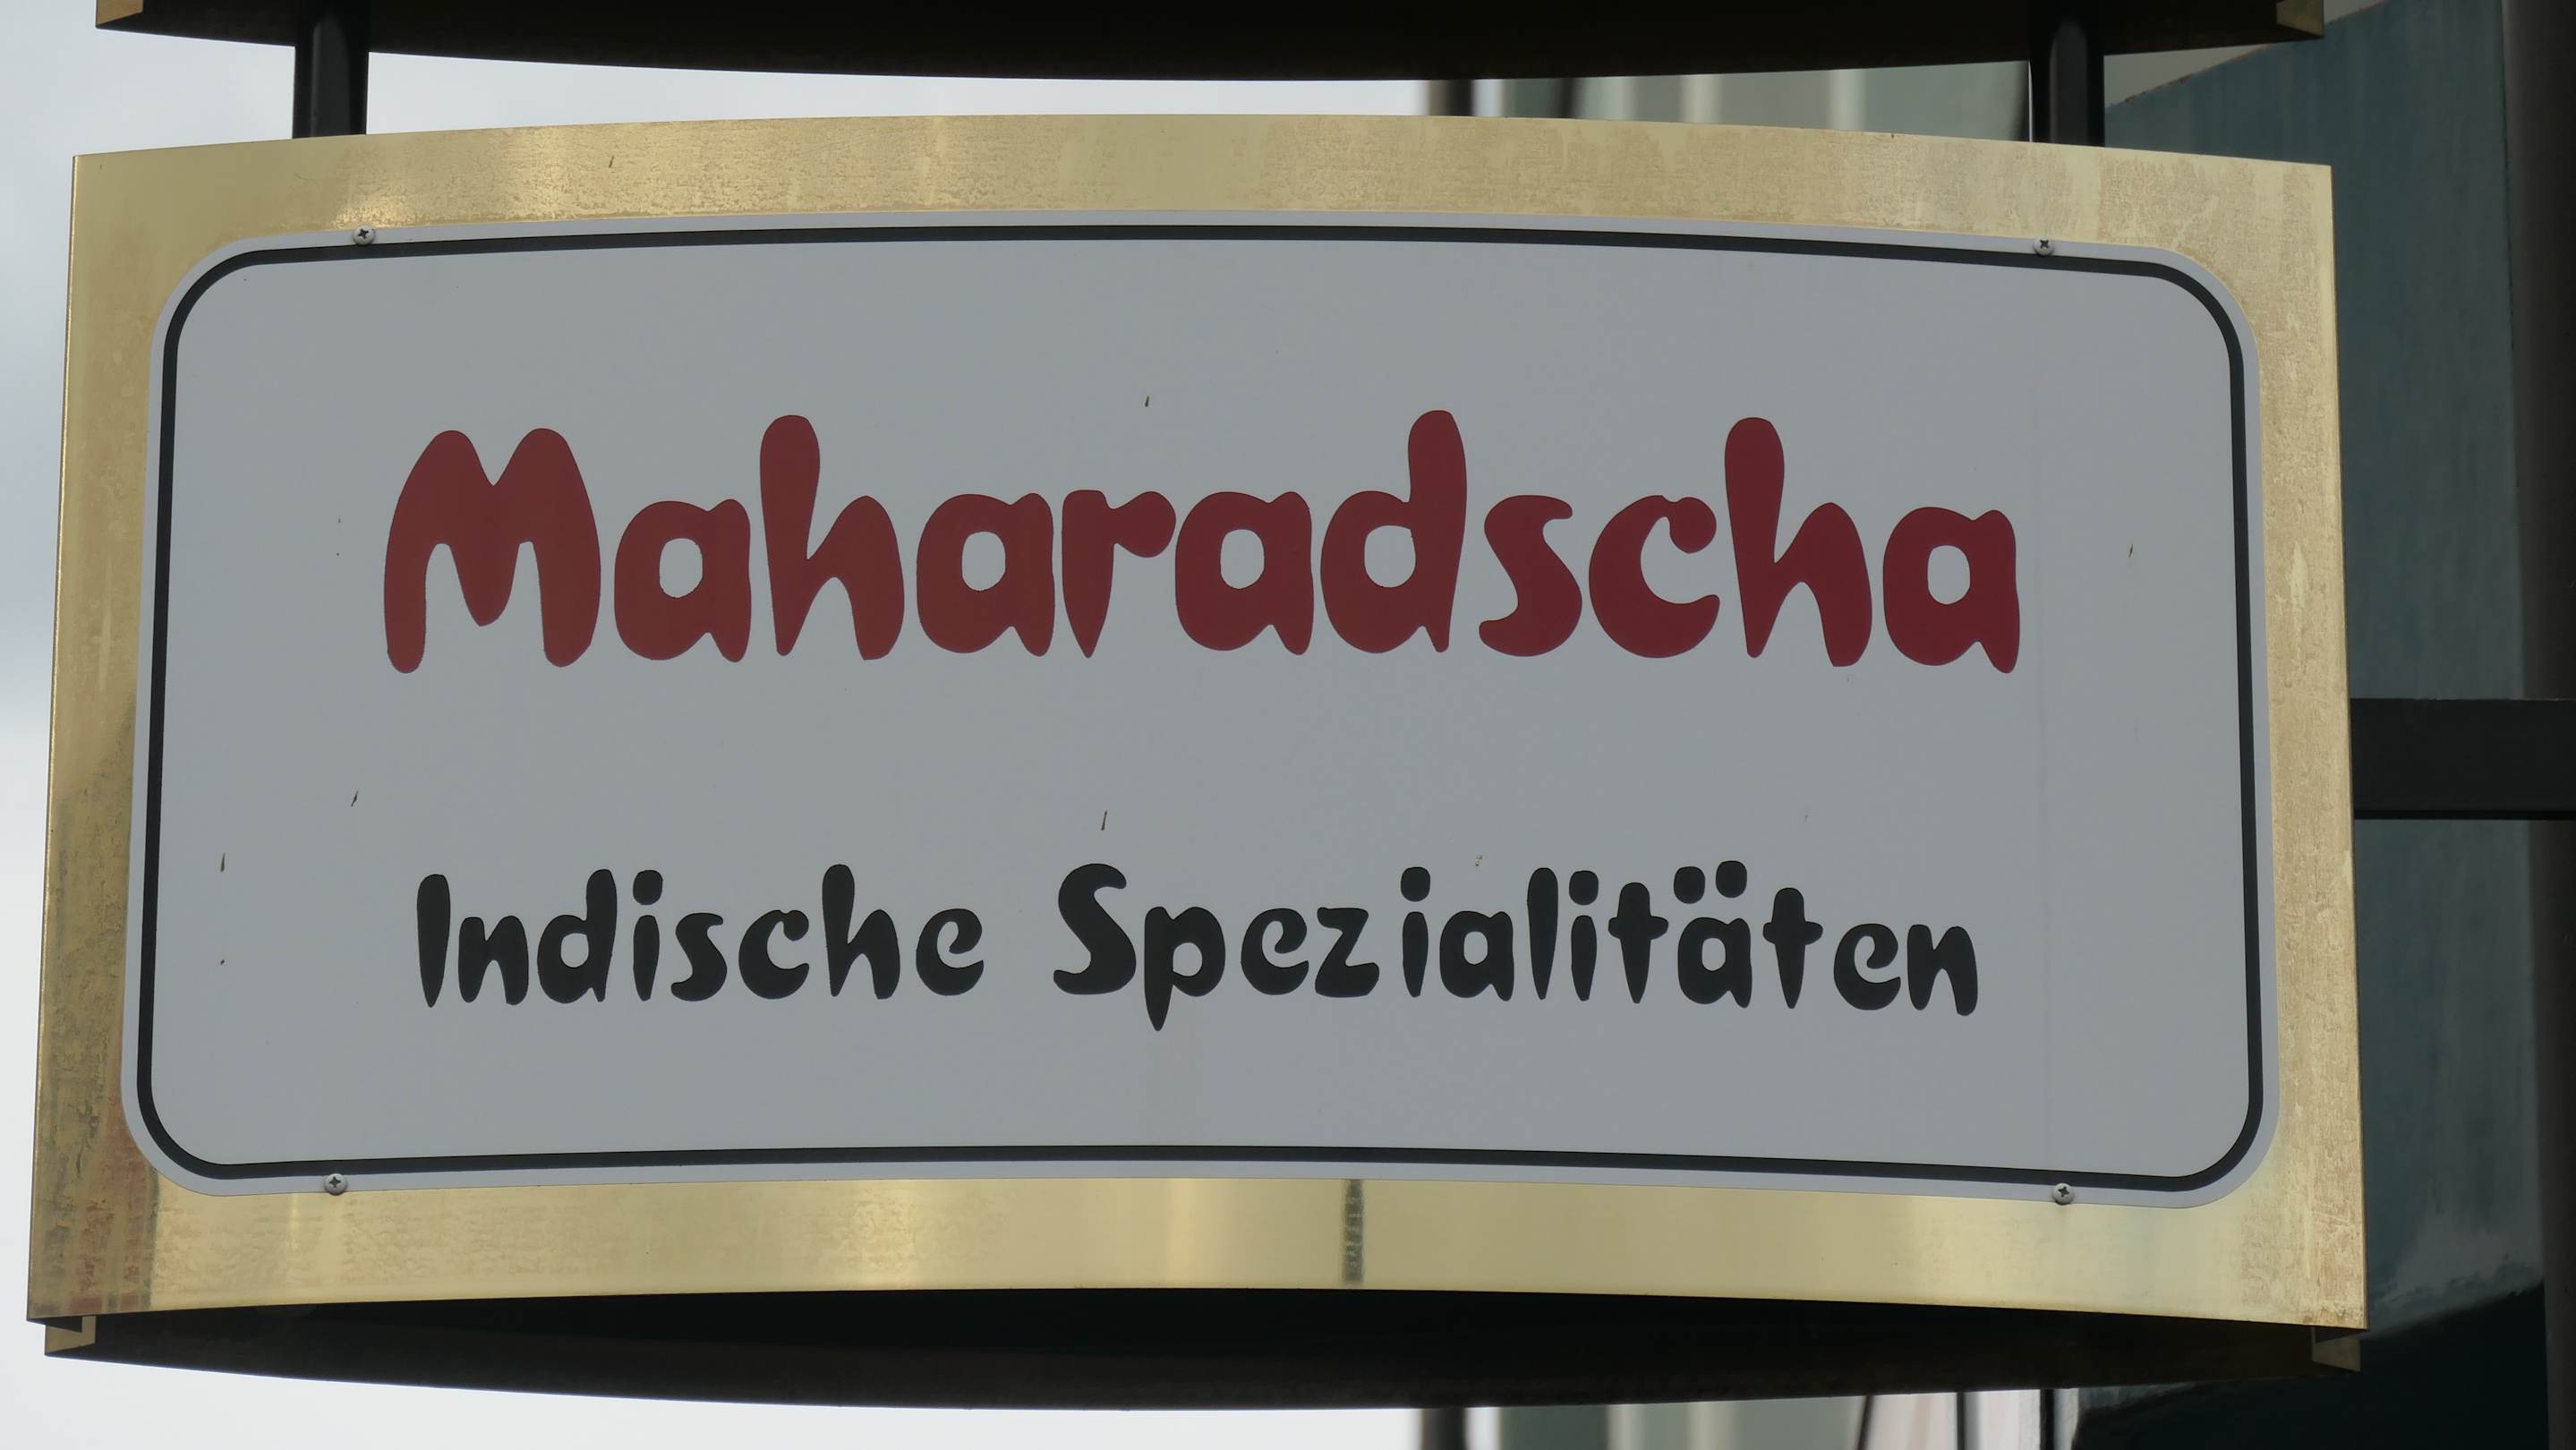 Maharadscha
Indische Spezialitäten